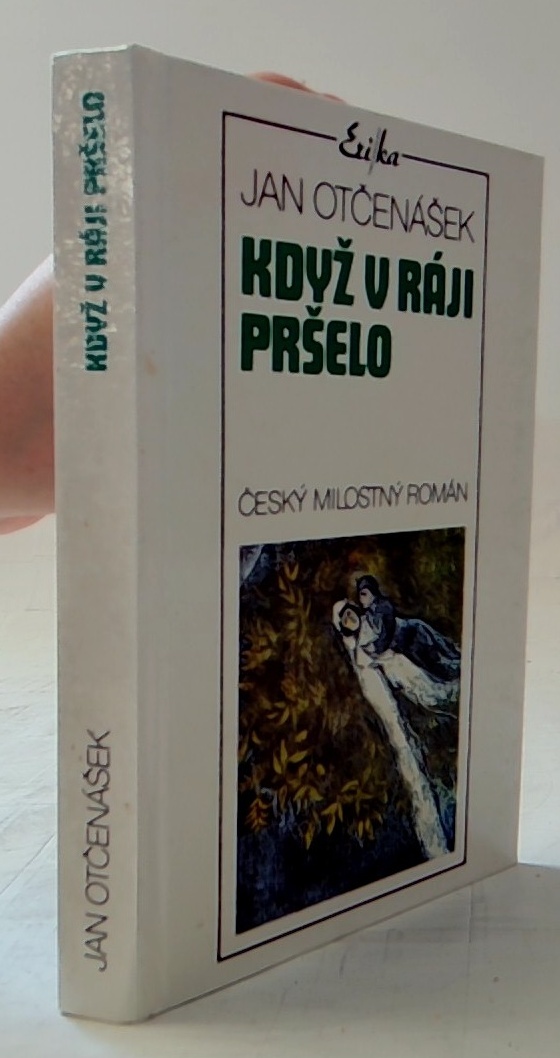 KDYŽ V RÁJI PRŠELO
JAN OTČENÁŠEK
Erika
JAN OTČENÁŠEK
KDYŽ V RÁJI
PRŠELO
ČESKÝ MILOSTNÝ ROMÁN